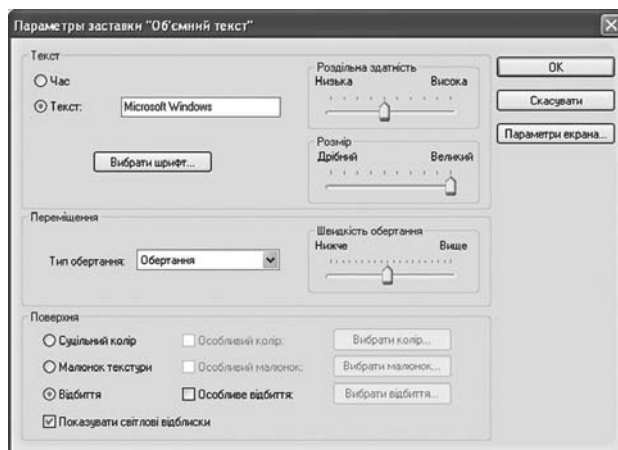 Параметры заставки "Об'ємний текст"
Текст
Час
Текст: Microsoft Windows
Вибрати шрифт...
Роздільна здатність
Низька Висока
Розмір
Дрібний Великий
OK
Скасувати
Параметри екрана...
Переміщення
Тип обертання: Обертання
Швидкість обертання
Нижче Вище
Поверхня
Суцільний колір Особливий колір: Вибрати колір...
Малюнок текстури Особливий малюнок: Вибрати малюнок...
Відбиття Особливе відбиття: Вибрати відбиття...
Показувати світлові відблиски